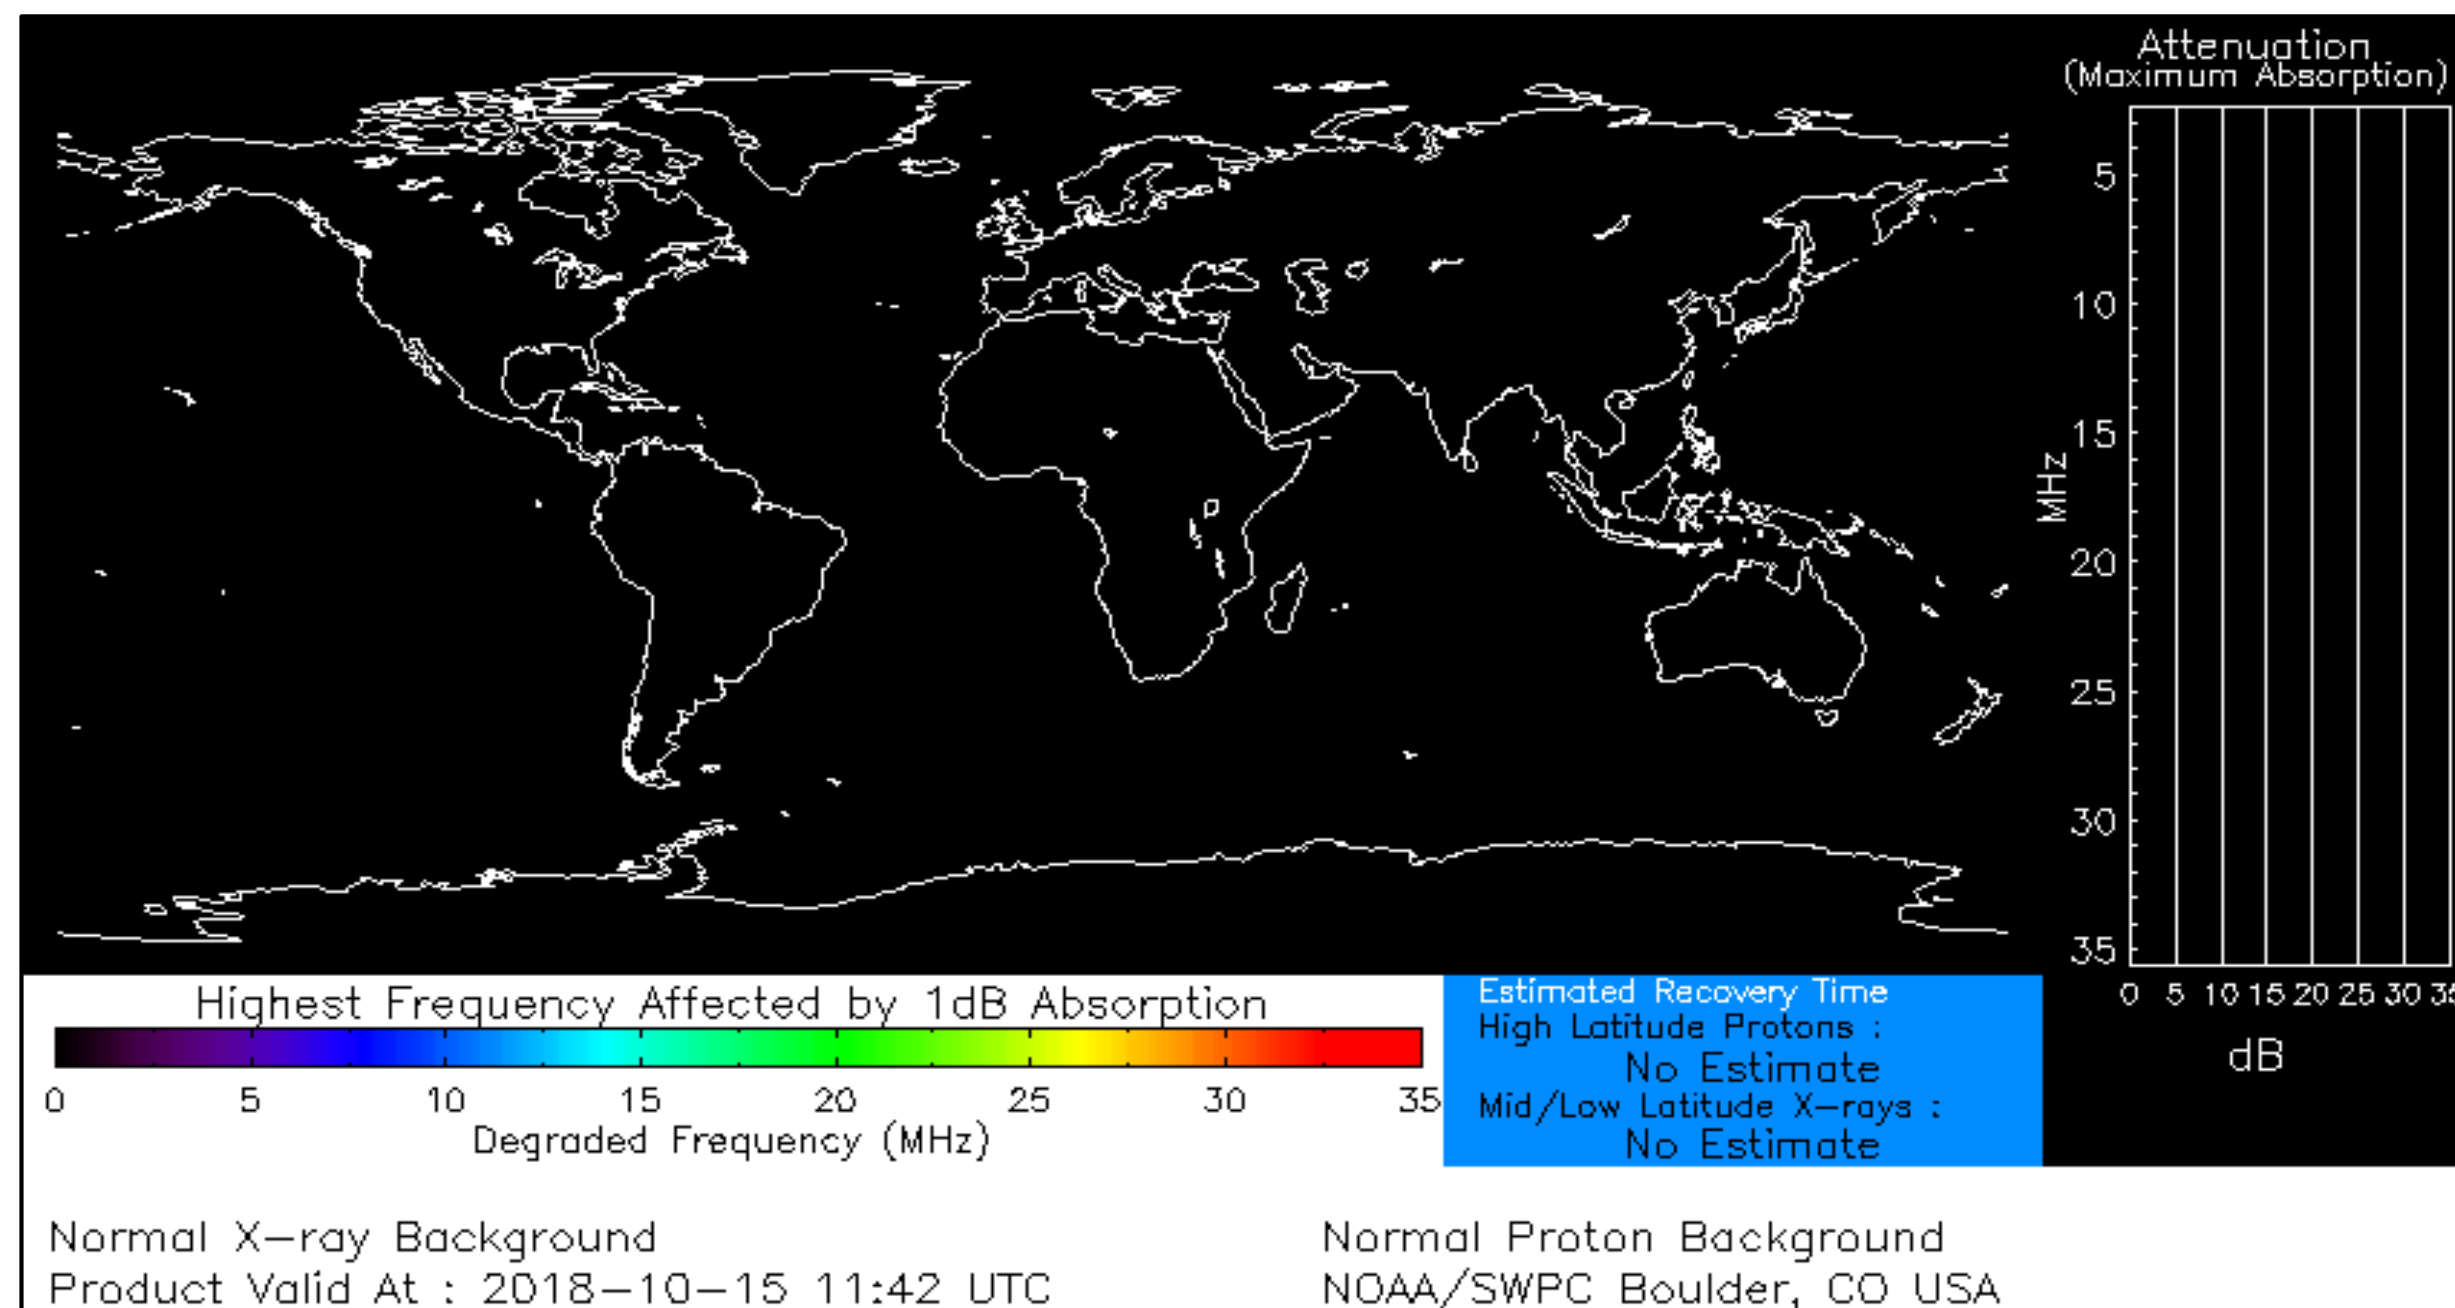 Attenuation
(Maximum Absorption)
5
10
15
20
25
30
35
MHz
0 5 10 15 20 25 30
dB
Highest Frequency Affected by 1dB Absorption
0 5 10 15 20 25 30 35
Degraded Frequency (MHz)
Estimated Recovery Time
High Latitude Protons :
No Estimate
Mid/Low Latitude X-rays :
No Estimate
Normal X-ray Background
Normal Proton Background
Product Valid At : 2018-10-15 11:42 UTC
NOAA/SWPC Boulder, CO USA